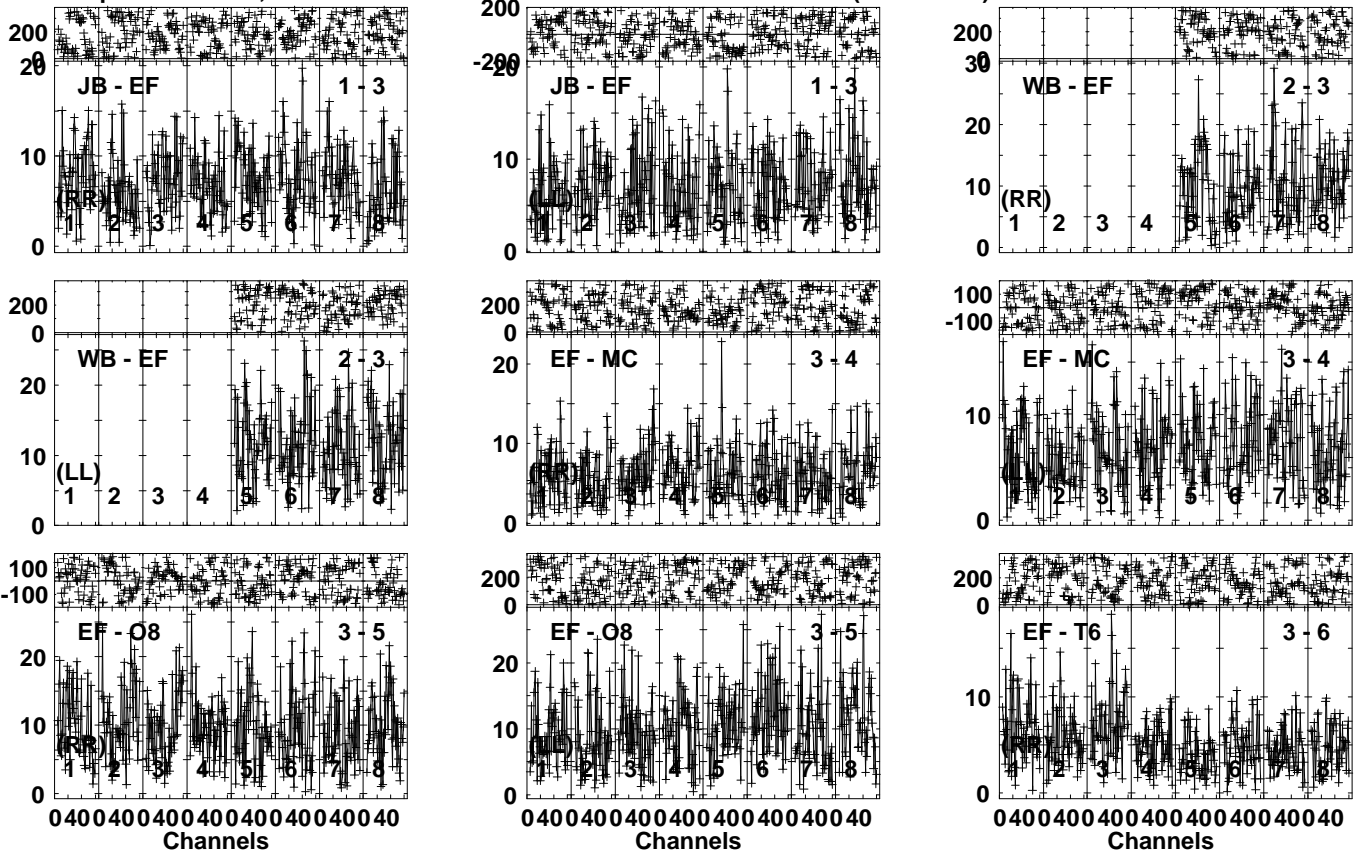 200 0 200 -200 200 0
20 10 0 JB - EF 1 - 3 (RR) 1 2 3 4 5 6 7 8
20 10 0 JB - EF 1 - 3 (LL) 1 2 3 4 5 6 7 8
30 20 10 0 WB - EF 2 - 3 (RR) 1 2 3 4 5 6 7 8
200 0 200 0 100 -100
20 10 0 WB - EF 2 - 3 (LL) 1 2 3 4 5 6 7 8
20 10 0 EF - MC 3 - 4 (RR) 1 2 3 4 5 6 7 8
10 0 EF - MC 3 - 4 (LL) 1 2 3 4 5 6 7 8
100 -100 200 0 200 0
20 10 0 EF - O8 3 - 5 (RR) 1 2 3 4 5 6 7 8
20 10 0 EF - O8 3 - 5 (LL) 1 2 3 4 5 6 7 8
10 0 EF - T6 3 - 6 (RR) 1 2 3 4 5 6 7 8
0 40 0 40 0 40 0 40 0 40 0 40 0 40 0 40 0 40 0 40 0 40 0 40 0 40 0 40 0 40 0 40 0 40 0 40 0 40 0 40 0 40 0 40 0 40 0 40
Channels Channels Channels